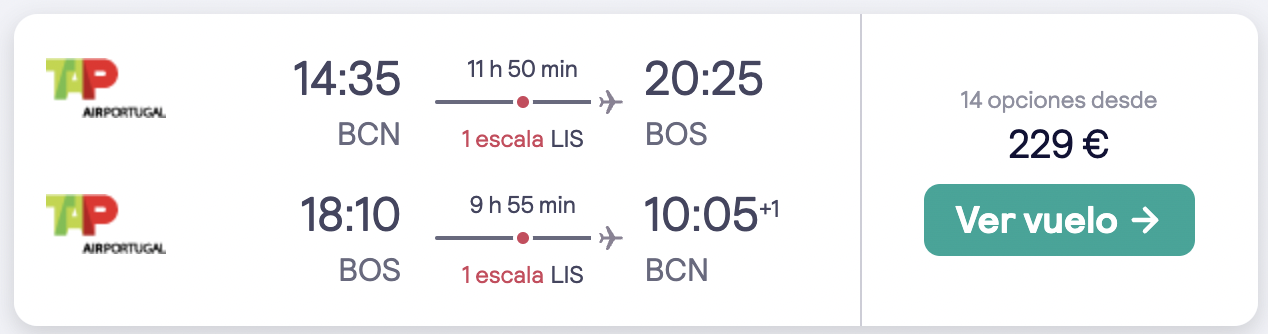 TAP
AIRPORTUGAL
14:35
BCN
11 h 50 min
1 escala LIS
20:25
BOS
TAP
AIRPORTUGAL
18:10
BOS
9 h 55 min
1 escala LIS
10:05+1
BCN
14 opciones desde
229 €
Ver vuelo →